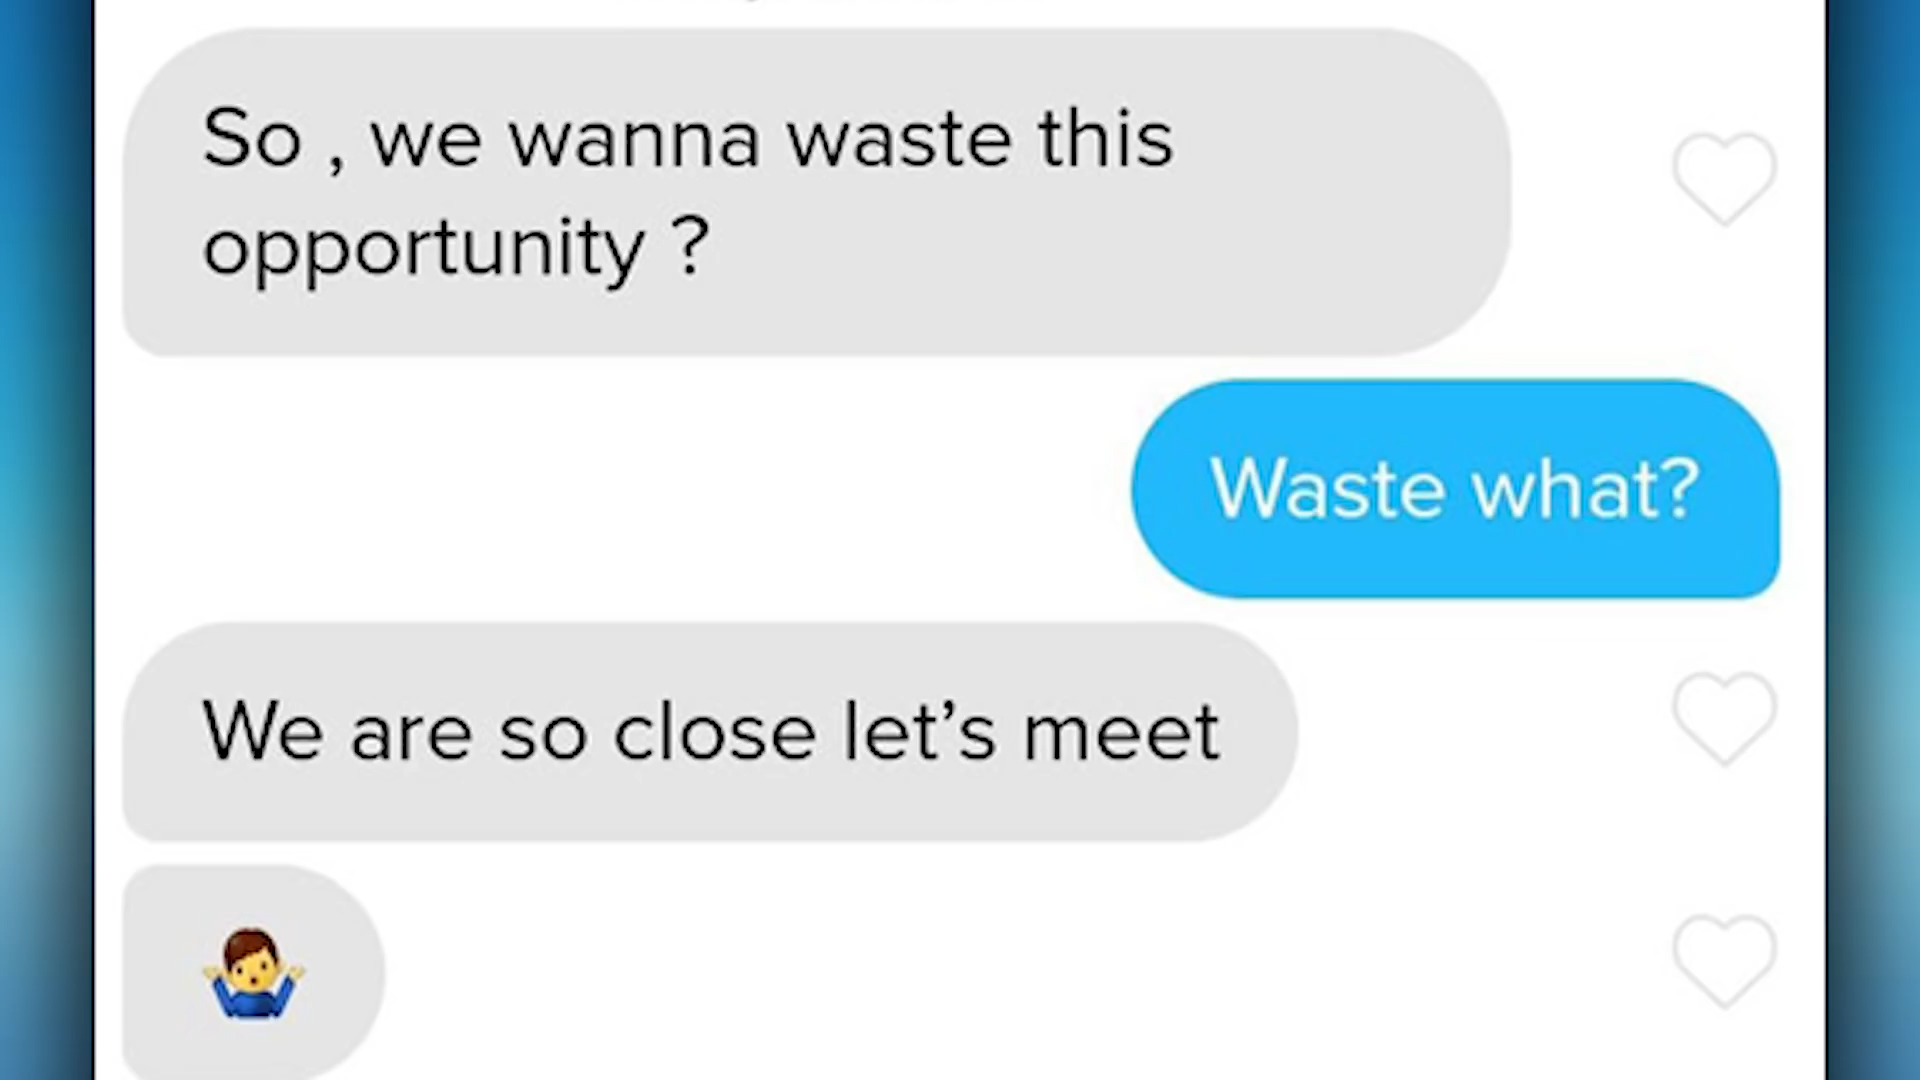 So , we wanna waste this
opportunity ?
Waste what?
We are so close let’s meet
🤷‍♂️